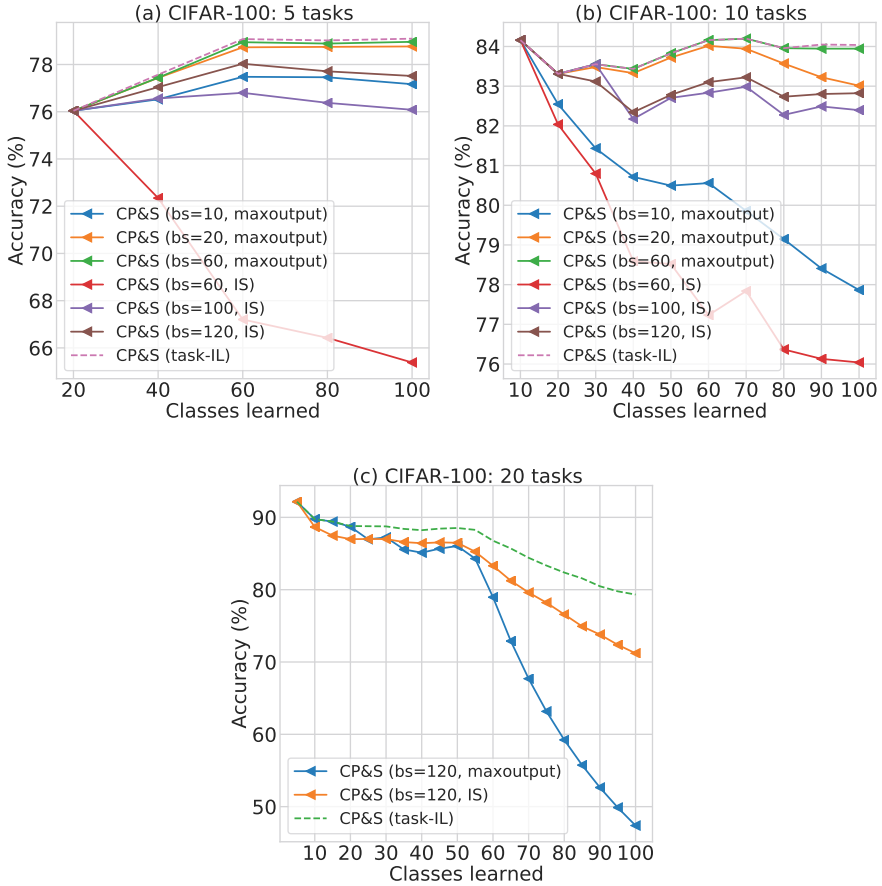 (a) CIFAR-100: 5 tasks
Accuracy (%)
78
76
74
72
70
68
66
CP&S (bs=10, maxoutput)
CP&S (bs=20, maxoutput)
CP&S (bs=60, maxoutput)
CP&S (bs=60, IS)
CP&S (bs=100, IS)
CP&S (bs=120, IS)
CP&S (task-IL)
20 40 60 80 100
Classes learned
(b) CIFAR-100: 10 tasks
Accuracy (%)
84
83
82
81
80
79
78
77
76
CP&S (bs=10, maxoutput)
CP&S (bs=20, maxoutput)
CP&S (bs=60, maxoutput)
CP&S (bs=60, IS)
CP&S (bs=100, IS)
CP&S (bs=120, IS)
CP&S (task-IL)
10 20 30 40 50 60 70 80 90 100
Classes learned
(c) CIFAR-100: 20 tasks
Accuracy (%)
90
80
70
60
50
CP&S (bs=120, maxoutput)
CP&S (bs=120, IS)
CP&S (task-IL)
10 20 30 40 50 60 70 80 90 100
Classes learned